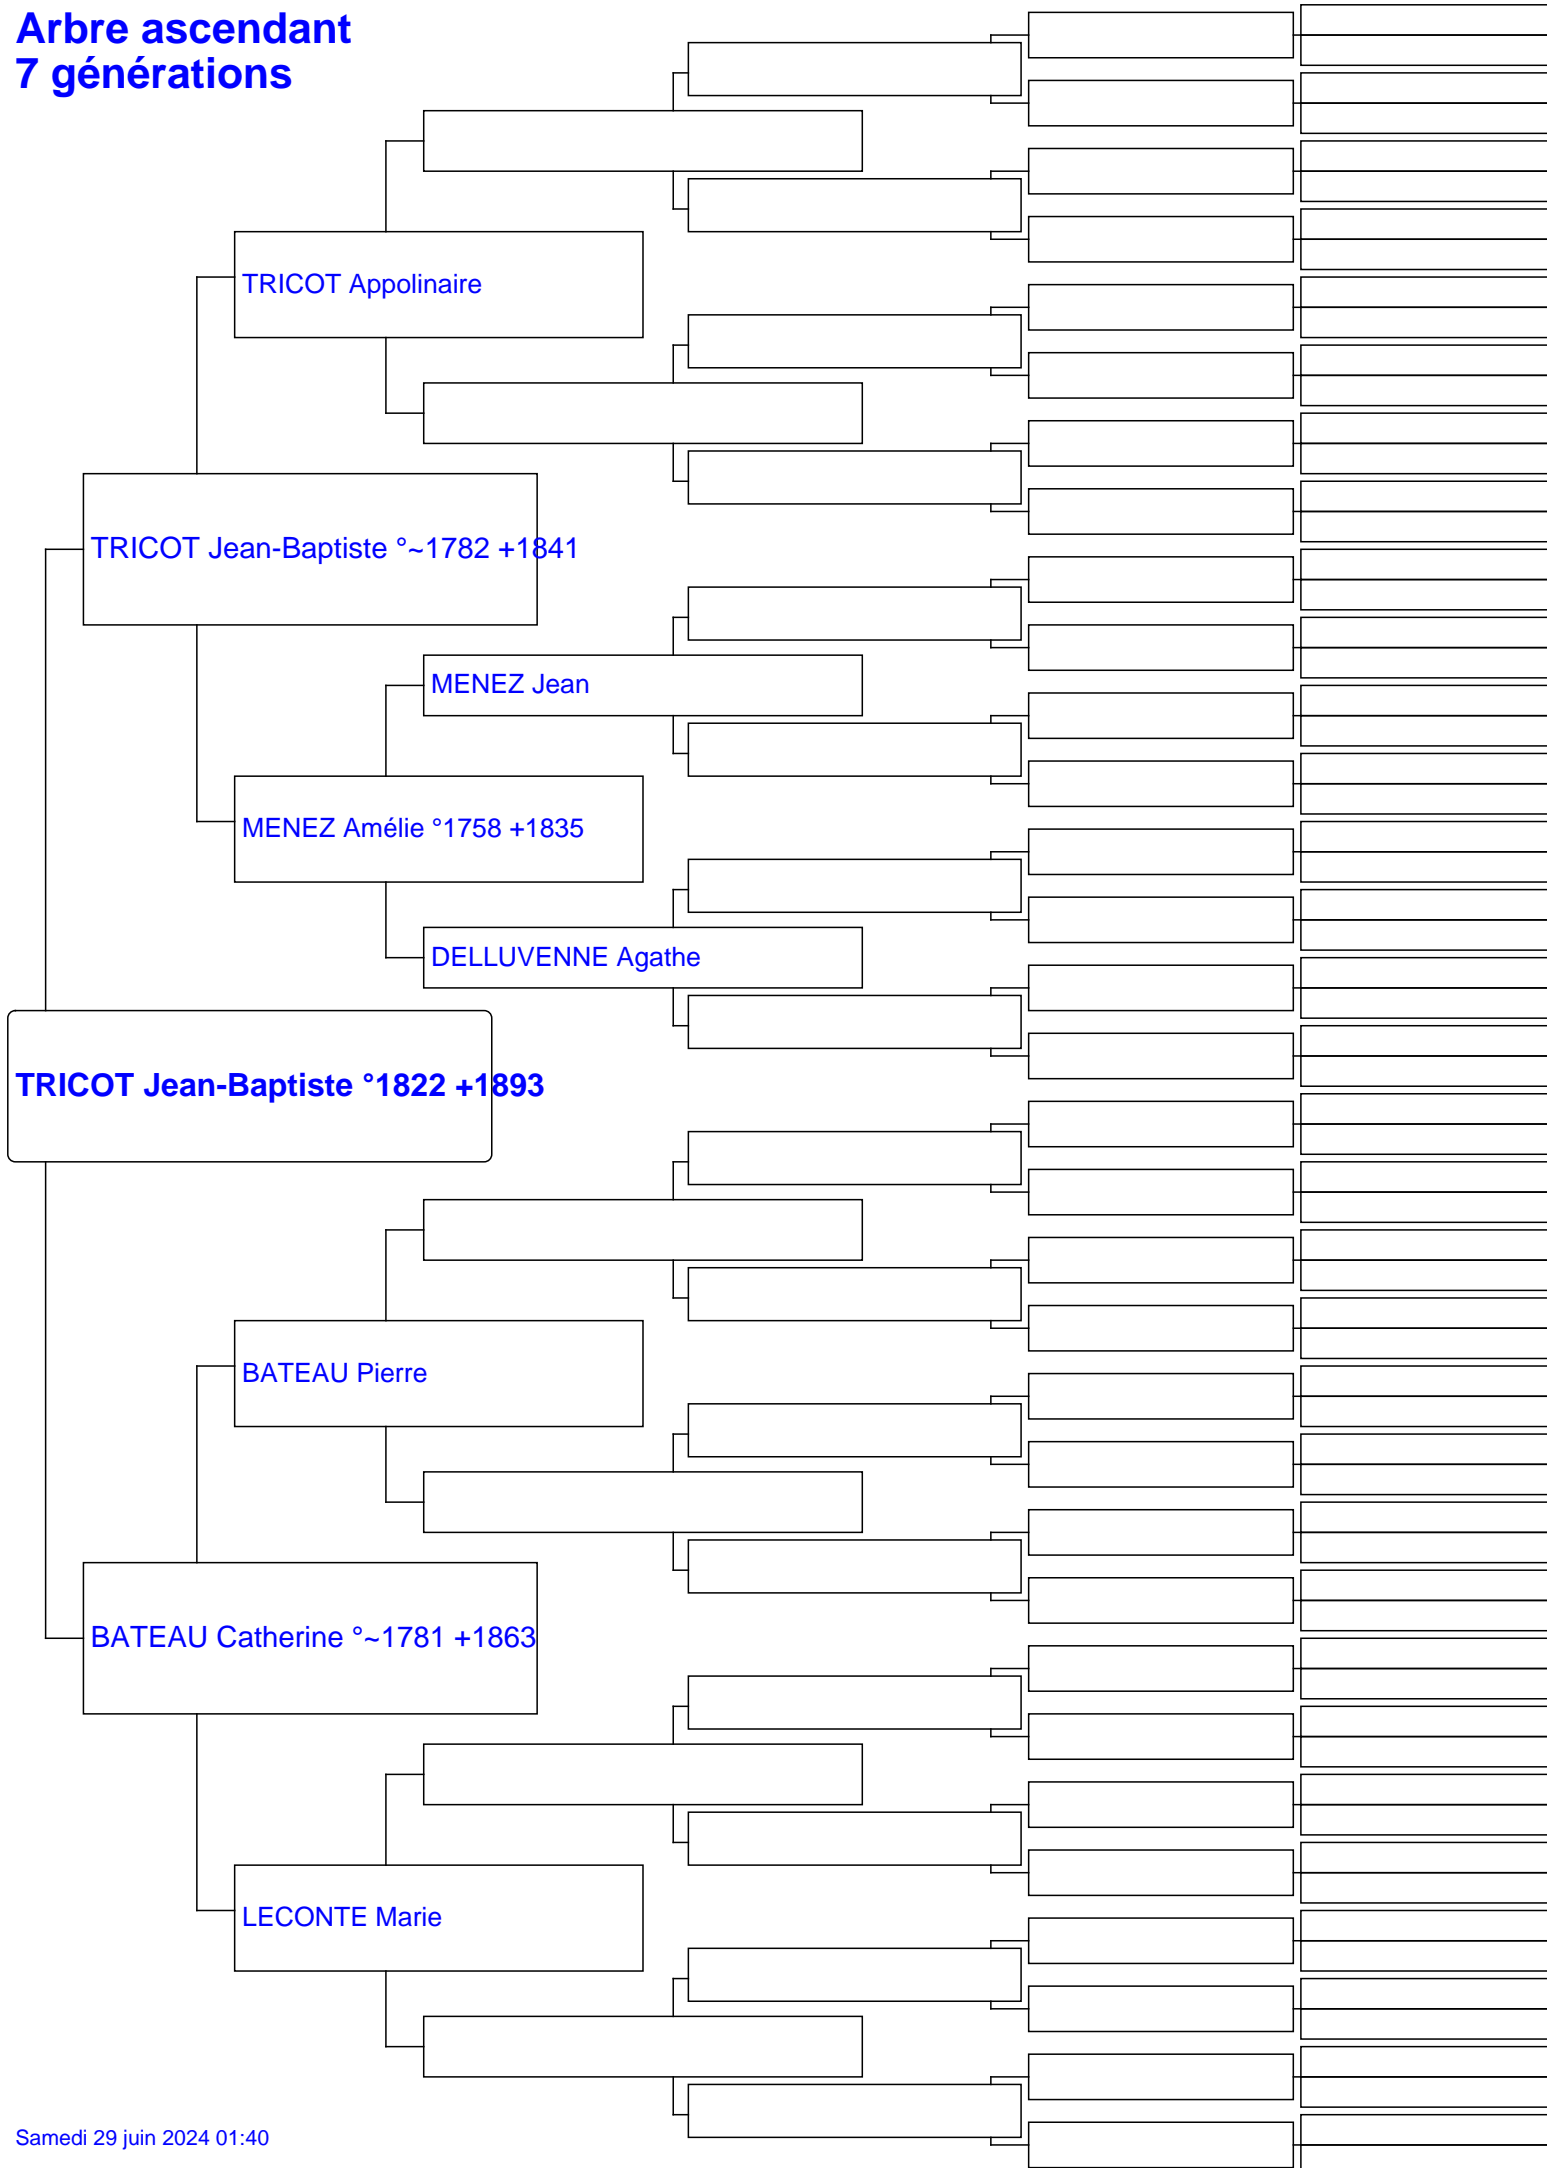 Arbre ascendant
7 générations
TRICOT Appolinaire
TRICOT Jean-Baptiste °~1782 +1841
MENEZ Jean
MENEZ Amélie °1758 +1835
DELLUVENNE Agathe
TRICOT Jean-Baptiste °1822 +1893
BATEAU Pierre
BATEAU Catherine °~1781 +1863
LECONTE Marie
Samedi 29 juin 2024 01:40